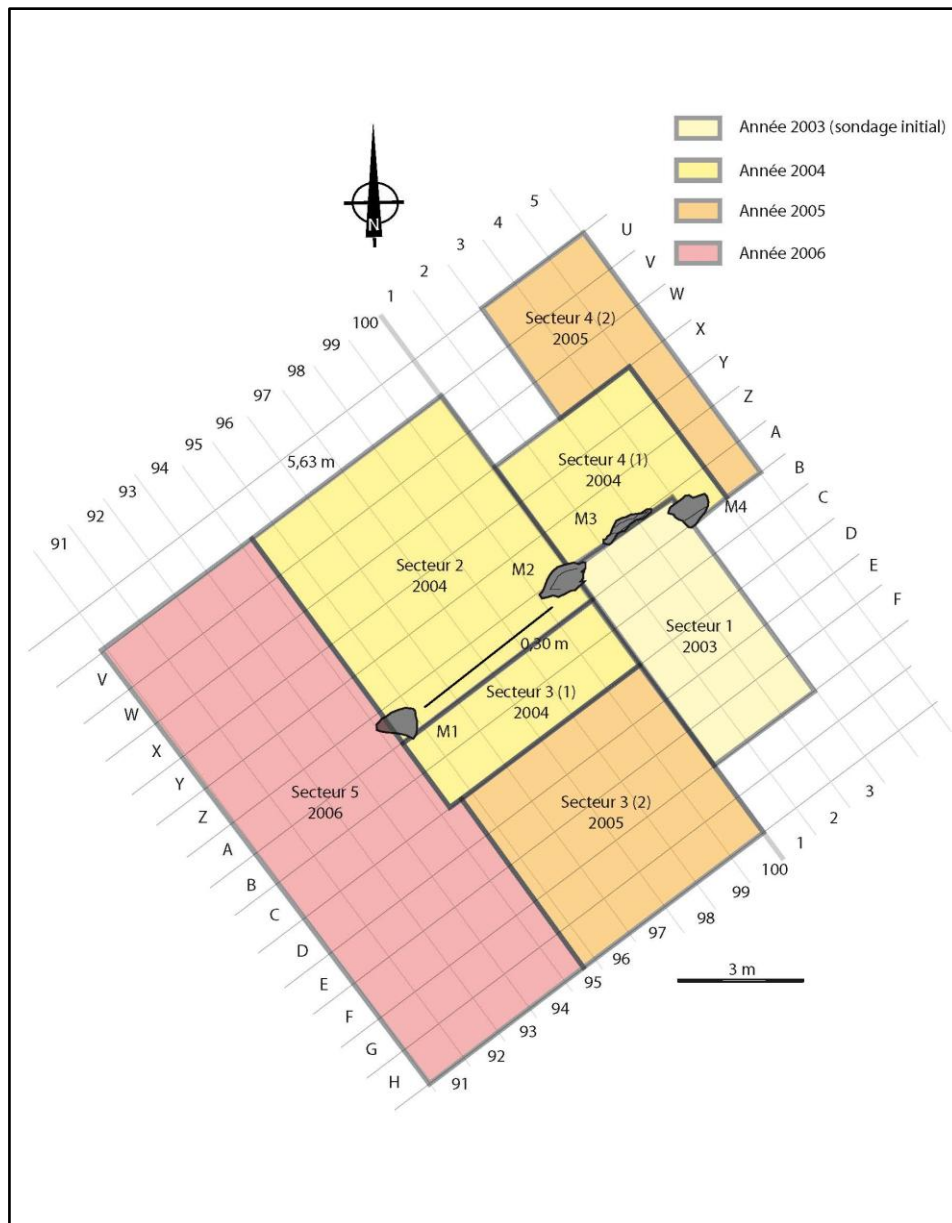 Année 2003 (sondage initial)
Année 2004
Année 2005
Année 2006
N
5
4
3
2
1
100
99
98
97
96
95
94
93
92
91
U
V
W
X
Y
Z
A
B
C
D
E
F
Secteur 4 (2)
2005
5,63 m
Secteur 4 (1)
2004
M3
M4
M2
Secteur 2
2004
Secteur 1
2003
0,30 m
Secteur 3 (1)
2004
M1
Secteur 5
2006
Secteur 3 (2)
2005
V
W
X
Y
Z
A
B
C
D
E
F
G
H
3
2
1
100
99
98
97
96
95
94
93
92
91
3 m